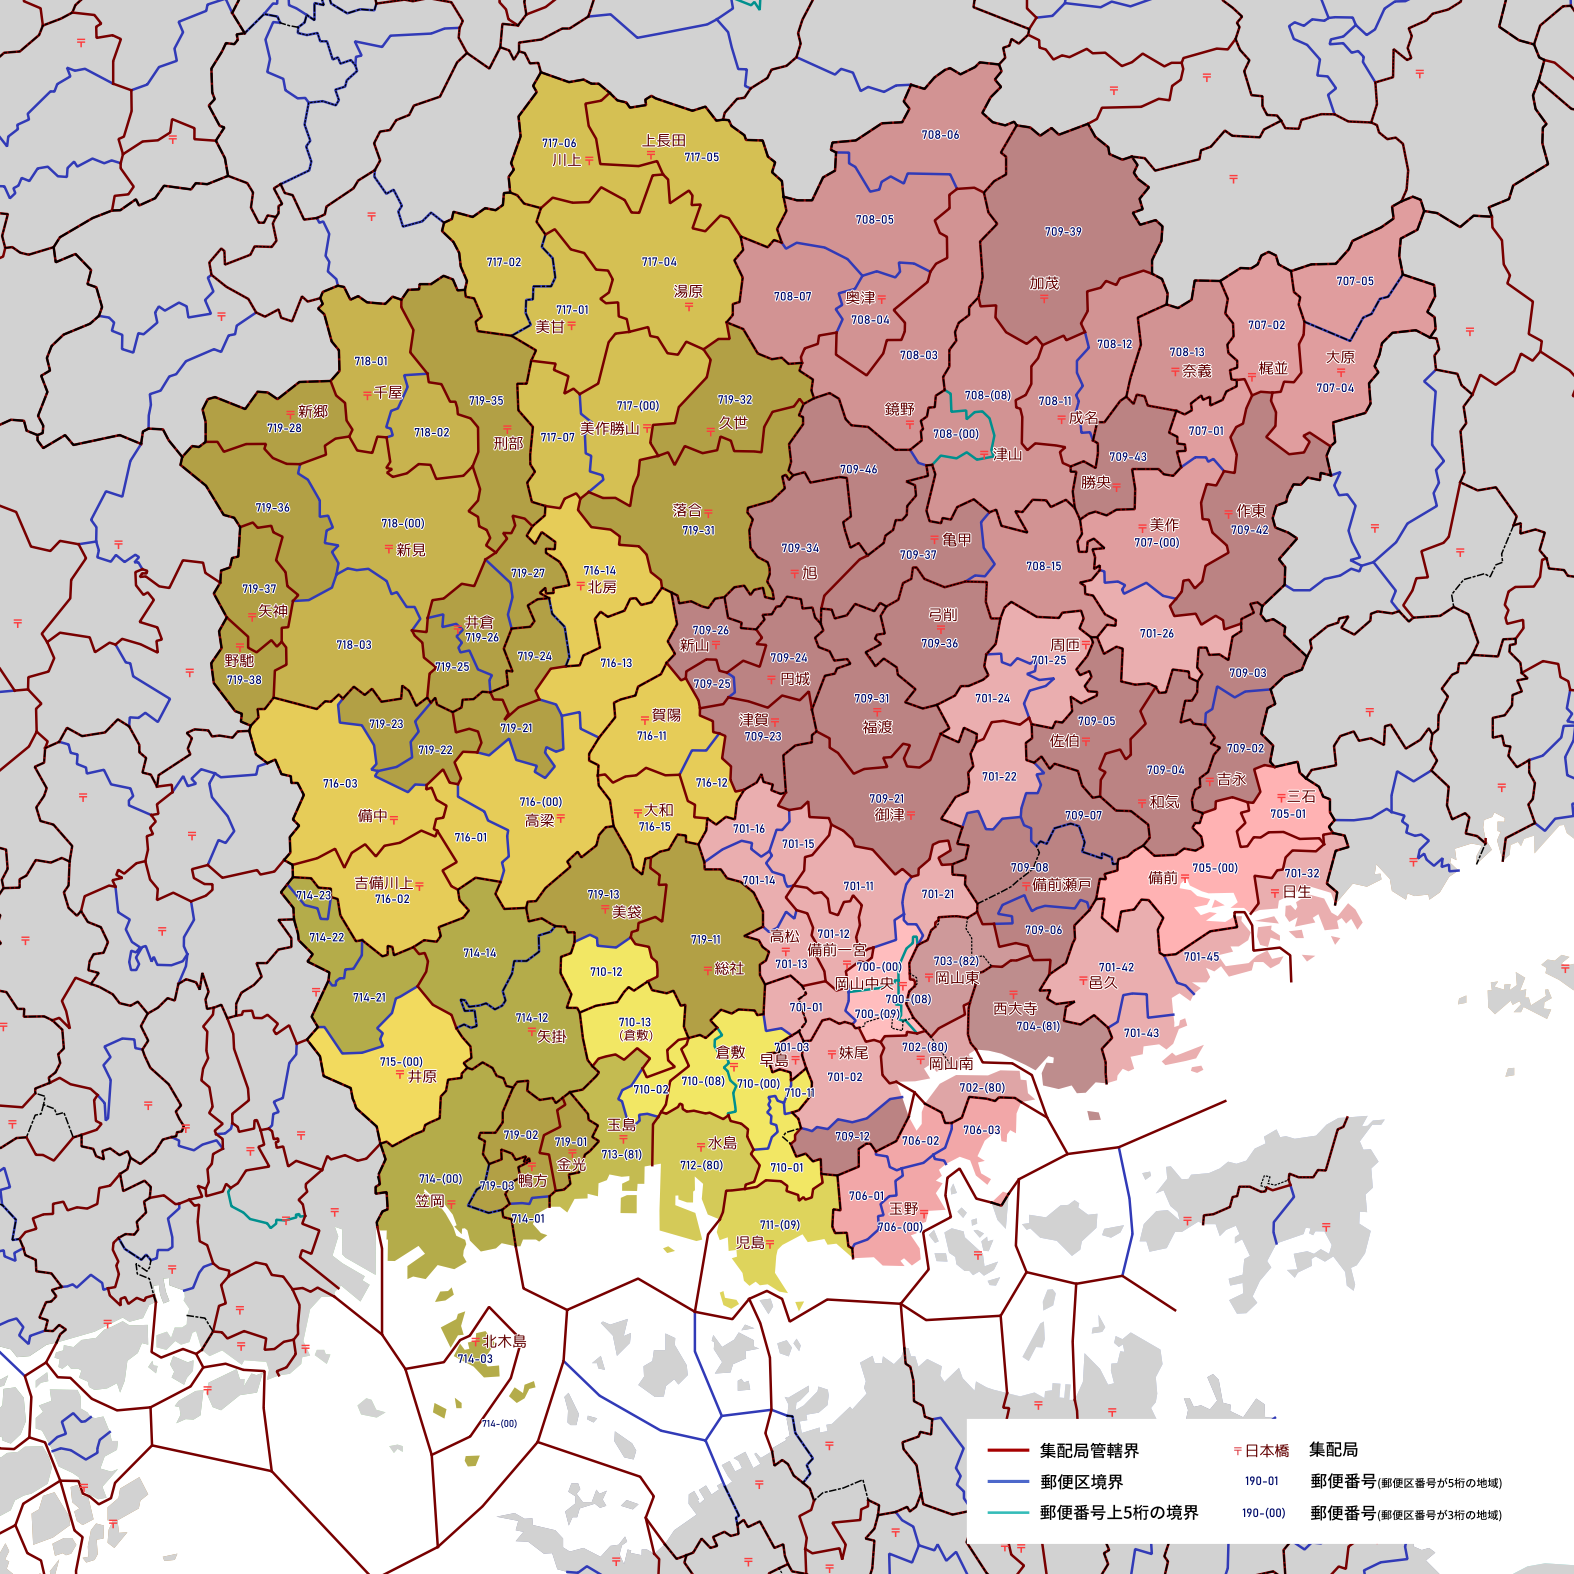 708-06
717-06
上長田
717-05
川上
708-05
709-39
717-02
717-04
707-05
加茂
湯原
708-07
奥津
717-01
美甘
708-04
707-02
708-12
708-13
708-03
大原
718-01
奈義
梶並
707-04
千屋
708-(08)
719-35
719-32
708-11
新郷
717-(00)
鏡野
成名
719-28
久世
美作勝山
707-01
718-02
717-07
708-(00)
刑部
津山
709-43
709-46
勝央
719-36
落合
作東
718-(00)
美作
719-31
709-42
亀甲
707-(00)
新見
709-34
709-37
708-15
719-27
716-14
旭
北房
719-37
矢神
弓削
井倉
709-26
701-26
719-26
新山
709-36
周匝
718-03
719-24
709-24
野馳
716-13
701-25
719-25
709-03
719-38
円城
709-25
709-31
701-24
賀陽
津賀
719-23
719-21
709-05
福渡
716-11
709-23
佐伯
719-22
709-02
709-04
701-22
716-03
716-12
吉永
709-21
三石
716-(00)
和気
大和
御津
705-01
備中
高梁
709-07
716-15
701-16
716-01
701-15
709-08
705-(00)
701-32
吉備川上
701-14
701-11
備前瀬戸
備前
日生
714-23
716-02
719-13
701-21
美袋
709-06
714-22
高松
701-12
719-11
備前一宮
714-14
701-45
701-13
700-(00)
703-(82)
701-42
総社
710-12
岡山中央
岡山東
邑久
714-21
700-(08)
701-01
西大寺
714-12
710-13
700-(09)
704-(81)
701-43
矢掛
(倉敷)
701-03
702-(80)
倉敷
早島
妹尾
岡山南
715-(00)
井原
701-02
710-(08)
710-(00)
702-(80)
710-02
710-11
玉島
706-03
719-02
719-01
水島
709-12
706-02
713-(81)
金光
712-(80)
710-01
714-(00)
719-03
鴨方
706-01
笠岡
玉野
714-01
711-(09)
706-(00)
児島
北木島
714-03
714-(00)
集配局管轄界
〒日本橋
集配局
郵便区境界
190-01
郵便番号(郵便区番号が5桁の地域)
郵便番号上5桁の境界
190-(00)
郵便番号(郵便区番号が3桁の地域)